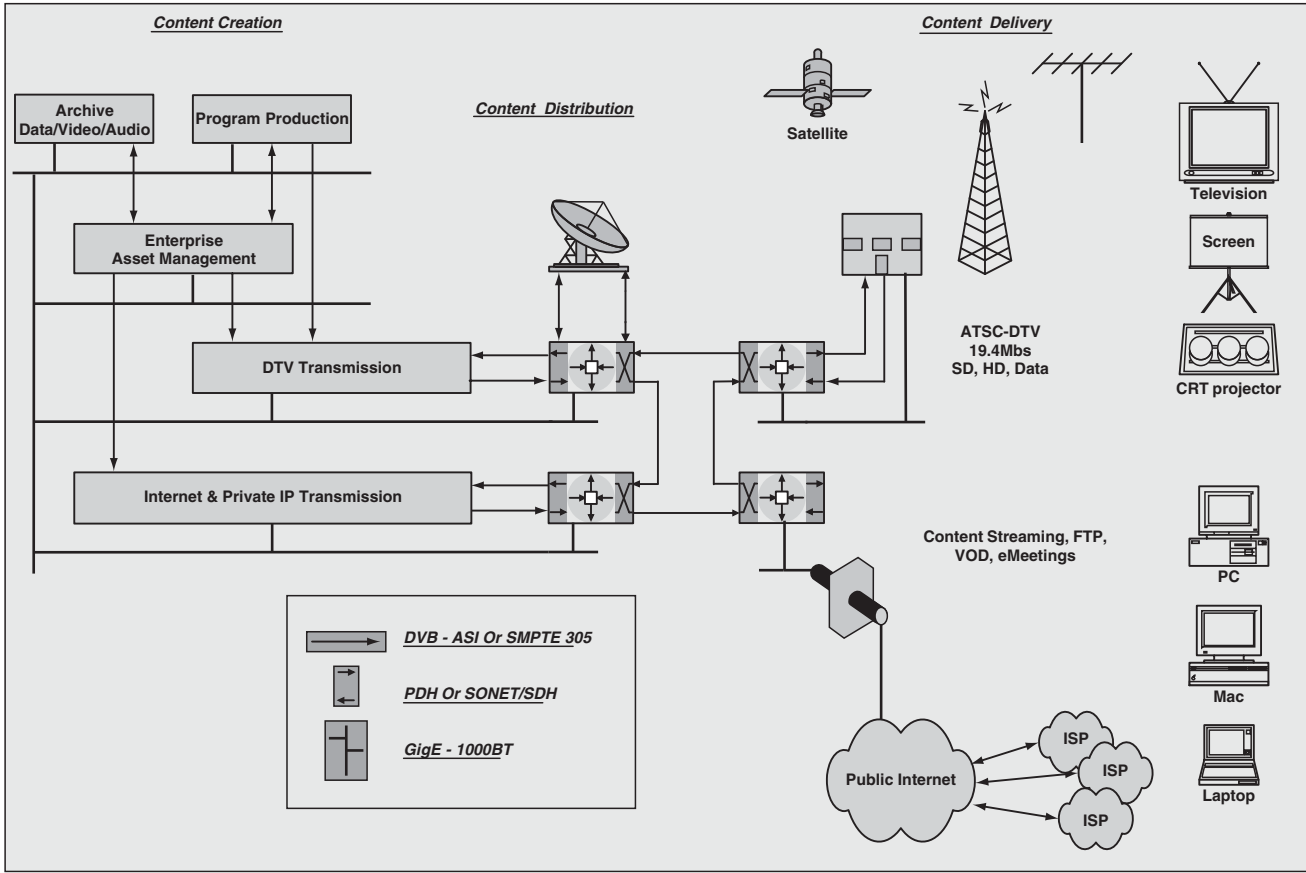 Content Creation
Content Delivery
Content Distribution
Archive
Data/Video/Audio
Program Production
Satellite
Television
Enterprise
Asset Management
Screen
DTV Transmission
ATSC-DTV
19.4Mbs
SD, HD, Data
CRT projector
Internet & Private IP Transmission
Content Streaming, FTP,
VOD, eMeetings
PC
DVB - ASI Or SMPTE 305
PDH Or SONET/SDH
GigE - 1000BT
Mac
Public Internet
ISP
ISP
ISP
Laptop